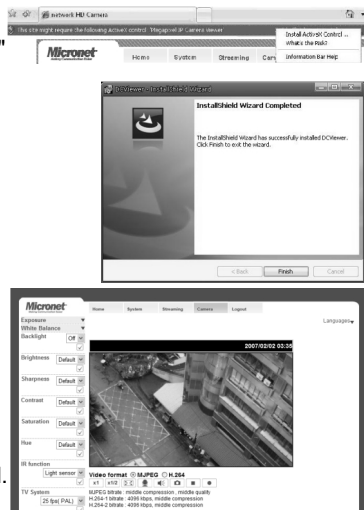 network HD Camera
This site might require the following ActiveX control: 'Megapixel IP Camera Viewer
Install ActiveX Control ...
What's the Risk?
Information Bar Help
"
Micronet
Home System Streaming
DCViewer - InstallShield Wizard
InstallShield Wizard Completed
The InstallShield Wizard has successfully installed DCViewer.
Click Finish to exit the wizard.
< Back Finish Cancel
Micronet
Home System Streaming Camera Logout
Languages
Exposure
White Balance
Backlight Off
2007/02/02 03:35
Brightness Default
Sharpness Default
Contrast Default
Saturation Default
Hue Default
IR function
Light sensor
TV System
25 fps( PAL)
Video format MJPEG H.264
x1 x1/2
MJPEG bitrate : middle compression , middle quality
H.264-1 bitrate : 4096 kbps, middle compression
H.264-2 bitrate : 4096 kbps, middle compression